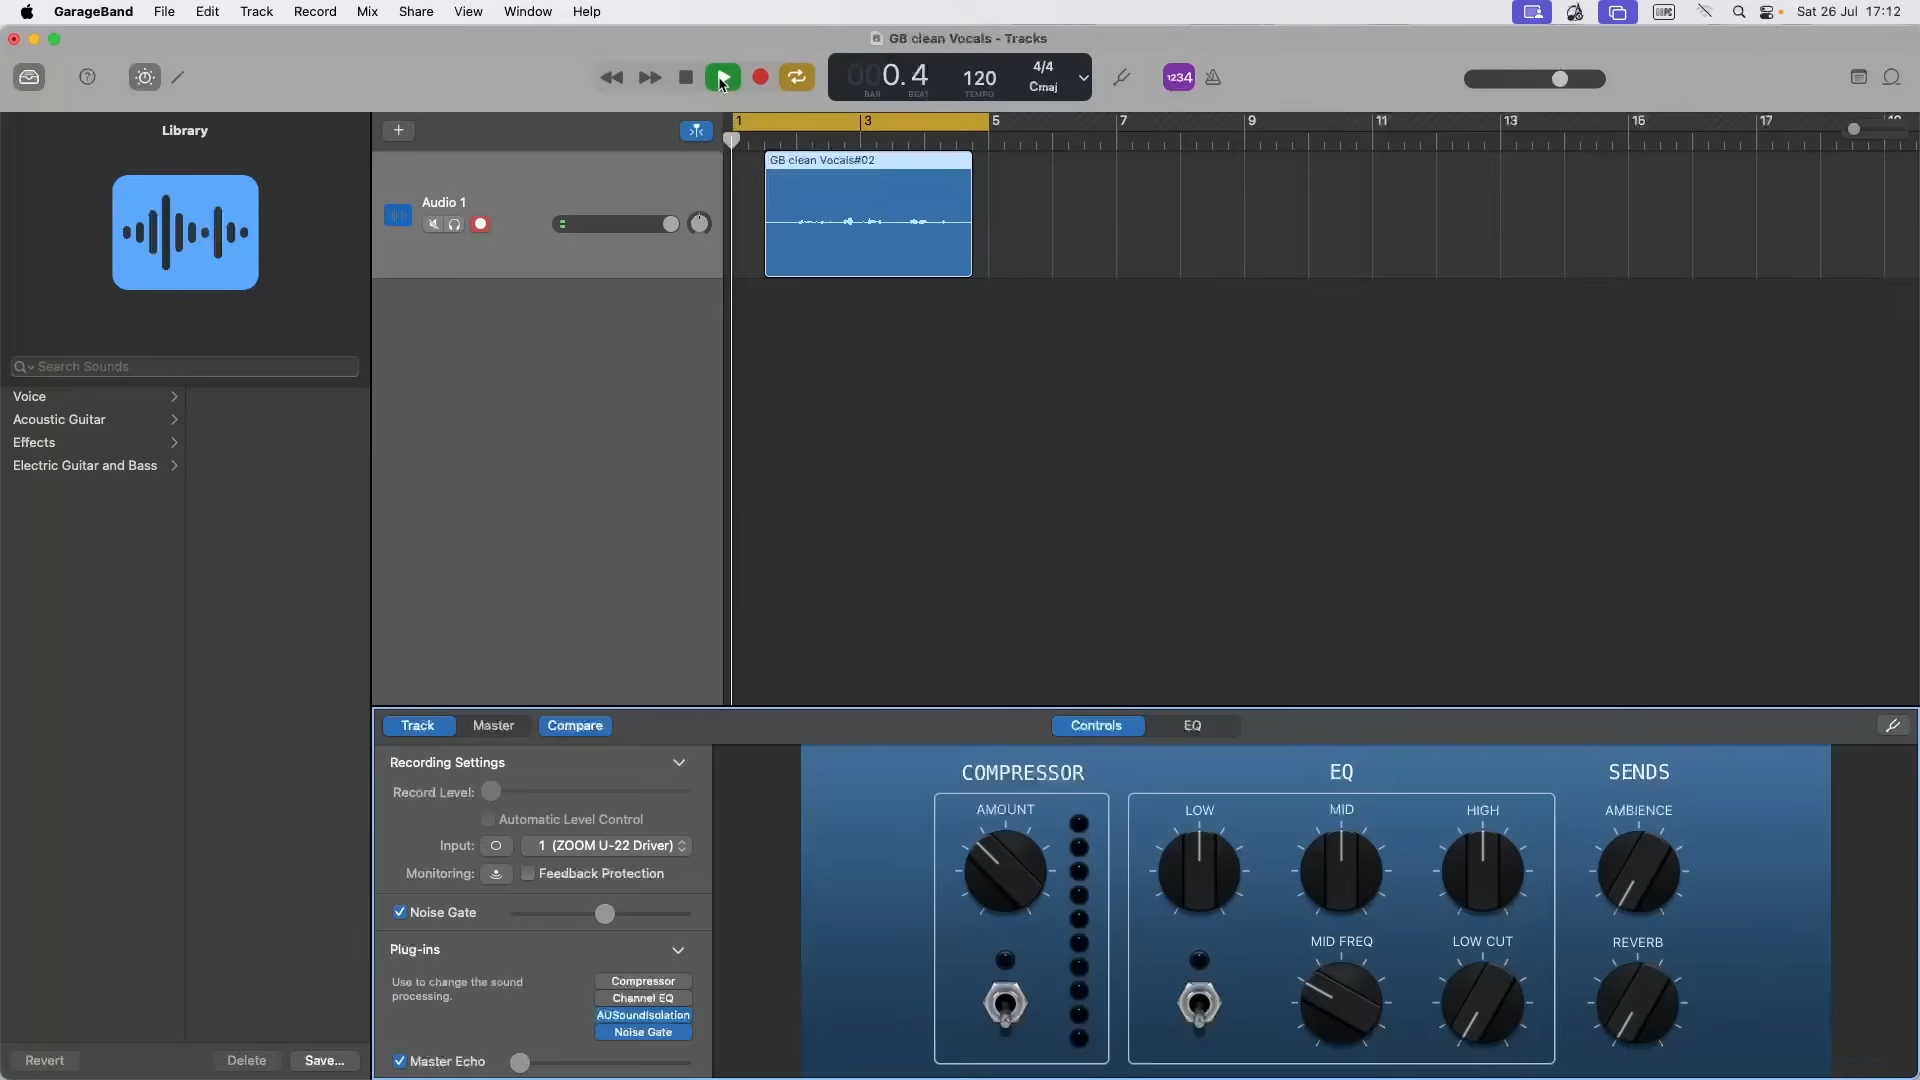 GarageBand File Edit Track Record Mix Share View Window Help
Sat 26 Jul 17:12
GB clean Vocals - Tracks
000.4 120 4/4
Cmaj
BAR BEAT TEMPO
1234
Library
+
1 3 5 7 9 11 13 15 17
GB clean Vocals#02
Audio 1
Search Sounds
Voice
Acoustic Guitar
Effects
Electric Guitar and Bass
Track Master Compare Controls EQ
Recording Settings
Record Level:
Automatic Level Control
Input: 1 (ZOOM U-22 Driver)
Monitoring: Feedback Protection
Noise Gate
Plug-ins
Use to change the sound
processing.
Compressor
Channel EQ
AUSoundIsolation
Noise Gate
Master Echo
COMPRESSOR EQ SENDS
AMOUNT LOW MID HIGH AMBIENCE
MID FREQ LOW CUT REVERB
Revert Delete Save...